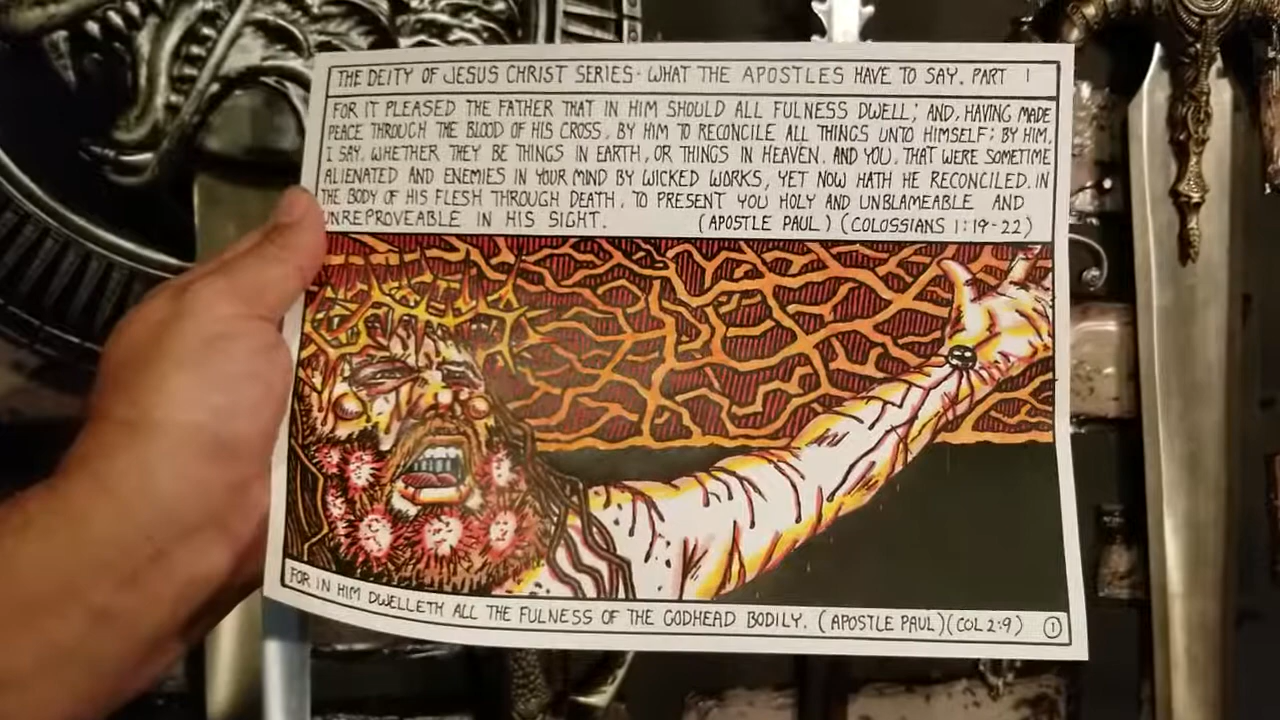 THE DEITY OF JESUS CHRIST SERIES - WHAT THE APOSTLES HAVE TO SAY. PART 1
FOR IT PLEASED THE FATHER THAT IN HIM SHOULD ALL FULNESS DWELL; AND, HAVING MADE
PEACE THROUGH THE BLOOD OF HIS CROSS, BY HIM TO RECONCILE ALL THINGS UNTO HIMSELF; BY HIM,
I SAY, WHETHER THEY BE THINGS IN EARTH, OR THINGS IN HEAVEN. AND YOU, THAT WERE SOMETIME
ALIENATED AND ENEMIES IN YOUR MIND BY WICKED WORKS, YET NOW HATH HE RECONCILED. IN
THE BODY OF HIS FLESH THROUGH DEATH, TO PRESENT YOU HOLY AND UNBLAMEABLE AND
UNREPROVEABLE IN HIS SIGHT. (APOSTLE PAUL) (COLOSSIANS 1:19-22)
FOR IN HIM DWELLETH ALL THE FULNESS OF THE GODHEAD BODILY. (APOSTLE PAUL)(COL 2:9) 1